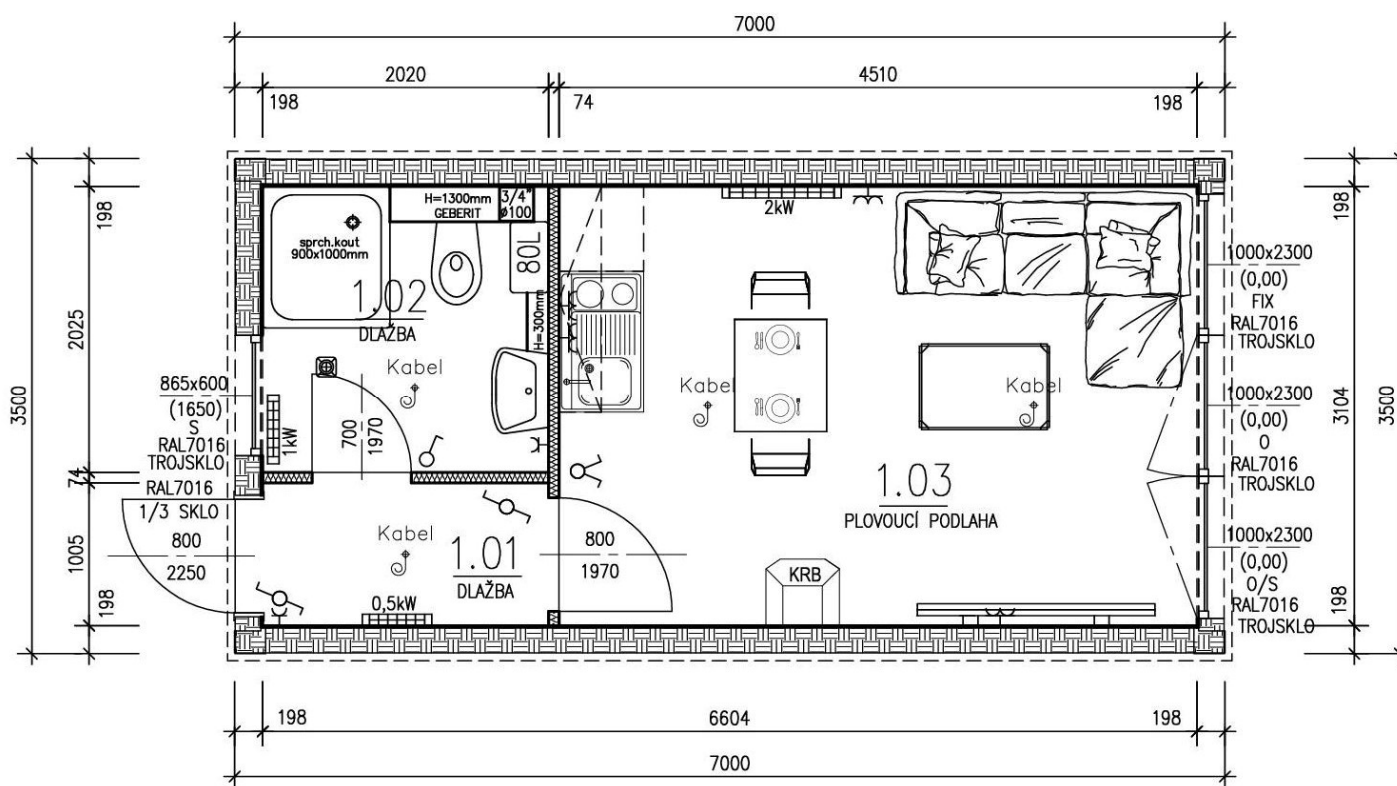 7000
2020
4510
198
74
198
3500
198
2025
74
1005
198
H=1300mm
GEBERIT
3/4"
ø100
sprch.kout
900x1000mm
80L
H=300mm
1.02
DLAŽBA
Kabel
865x600
(1650)
S
RAL7016
TROJSKLO
1kW
700
1970
RAL7016
1/3 SKLO
800
2250
Kabel
1.01
DLAŽBA
0,5kW
800
1970
2kW
Kabel
Kabel
1.03
PLOVOUCÍ PODLAHA
KRB
1000x2300
(0,00)
FIX
RAL7016
TROJSKLO
1000x2300
(0,00)
O
RAL7016
TROJSKLO
1000x2300
(0,00)
O/S
RAL7016
TROJSKLO
198
3104
198
3500
198
6604
198
7000